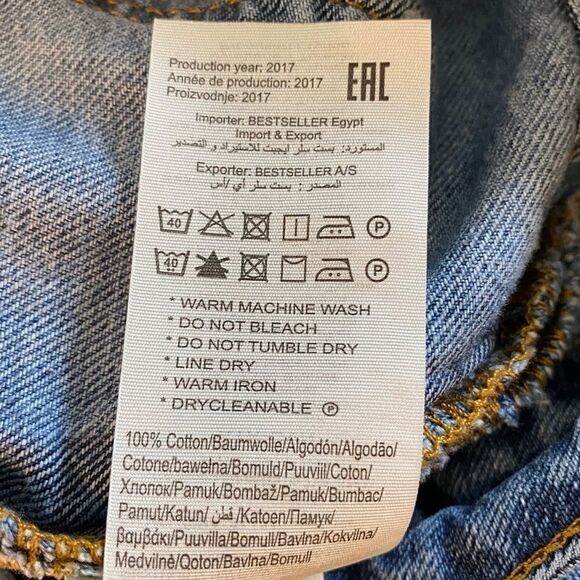 Production year: 2017
Année de production: 2017
Proizvodnje: 2017
EAC
Importer: BESTSELLER Egypt
Import & Export
المستورد: بست سلر ايجيبت للاستيراد و التصدير
Exporter: BESTSELLER A/S
المصدر : بست سلر أي/أس
40 P
40 P
* WARM MACHINE WASH
* DO NOT BLEACH
* DO NOT TUMBLE DRY
* LINE DRY
* WARM IRON
* DRYCLEANABLE Ⓟ
100% Cotton/Baumwolle/Algodón/Algodão/
Cotone/bawełna/Bomuld/Puuviil/Coton/
Хлопок/Pamuk/Bombaž/Pamuk/Bumbac/
Pamut/Katun/ قطن /Katoen/Памук/
βαμβάκι/Puuvilla/Bomull/Bavlna/Kokvilna/
Medvilnė/Qoton/Bavlna/Bomull